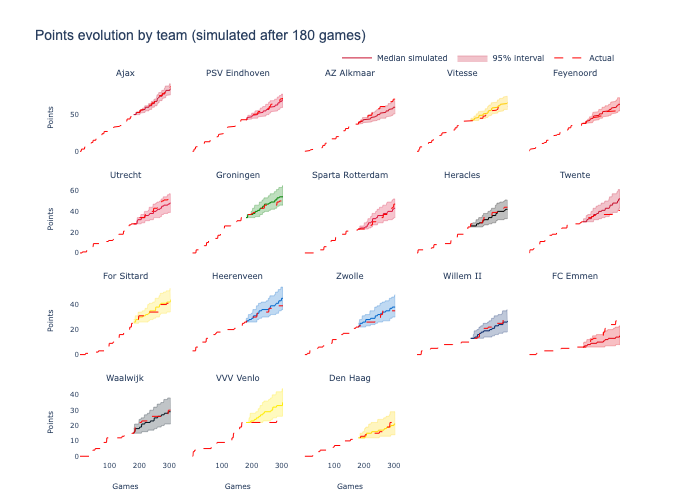 Points evolution by team (simulated after 180 games)
Median simulated 95% interval Actual
Ajax PSV Eindhoven AZ Alkmaar Vitesse Feyenoord
Points
50
0
Utrecht Groningen Sparta Rotterdam Heracles Twente
Points
60
40
20
0
For Sittard Heerenveen Zwolle Willem II FC Emmen
Points
40
20
0
Waalwijk VVV Venlo Den Haag
Points
40
30
20
10
0
100 200 300 100 200 300 100 200 300
Games Games Games